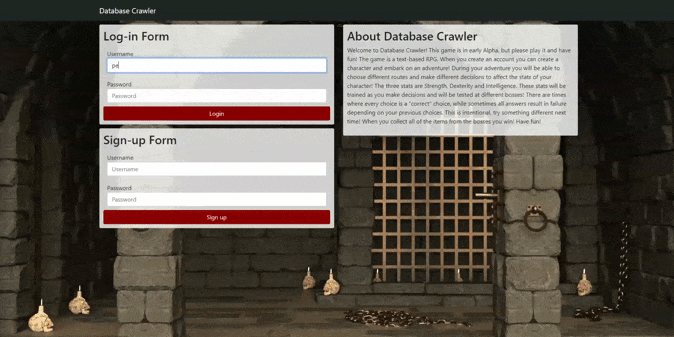 Database Crawler
Log-in Form
Username
pe
Password
Password
Login
Sign-up Form
Username
Username
Password
Password
Sign up
About Database Crawler
Welcome to Database Crawler! This game is in early Alpha, but please play it and have
fun! The game is a text-based RPG. When you create an account you can create a
character and embark on an adventure! During your adventure you will be able to
choose different routes and make different decisions to affect the stats of your
character! The three stats are Strength, Dexterity and Intelligence. These stats will be
trained as you make decisions and will be tested at different bosses! There are times
where every choice is a "correct" choice, while sometimes all answers result in failure
depending on your previous choices. This is intentional, try something different next
time! When you collect all of the items from the bosses you win! Have fun!